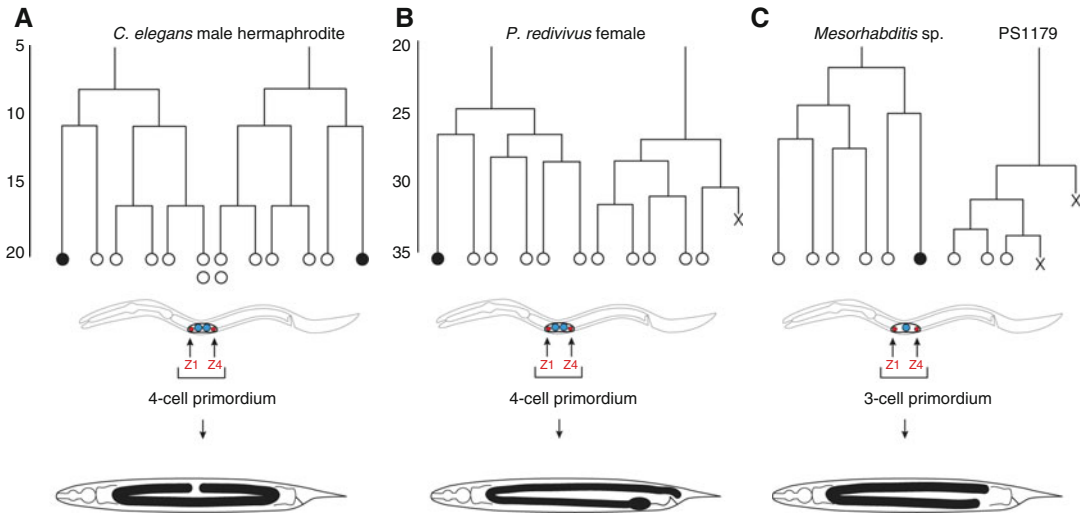 A
C. elegans male hermaphrodite
5
10
15
20
Z1 Z4
4-cell primordium
B
P. redivivus female
20
25
30
35
X
Z1 Z4
4-cell primordium
C
Mesorhabditis sp. PS1179
X
X
Z1 Z4
3-cell primordium